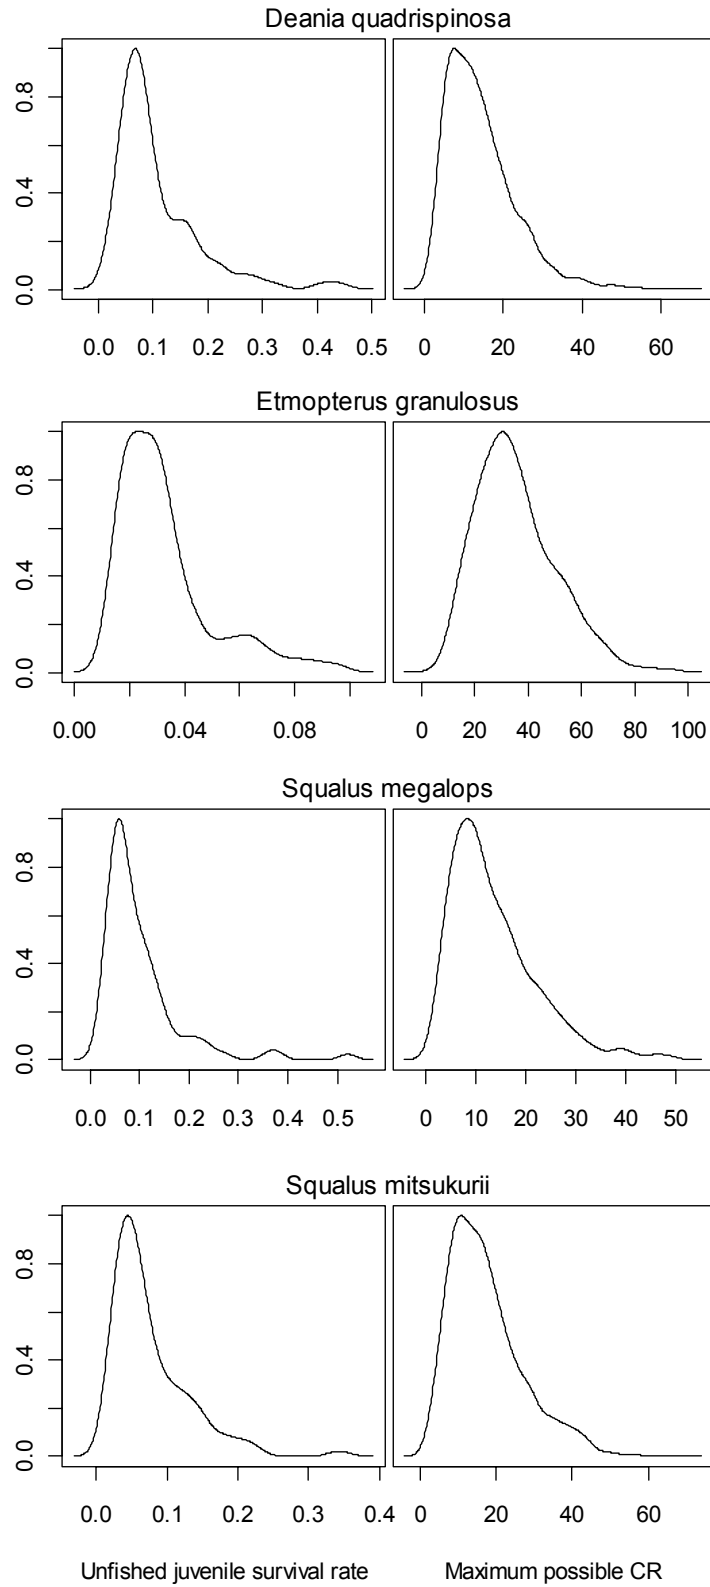 Deania quadrispinosa
0.0 0.4 0.8
0.0 0.1 0.2 0.3 0.4 0.5 0 20 40 60
Etmopterus granulosus
0.0 0.4 0.8
0.00 0.04 0.08 0 20 40 60 80 100
Squalus megalops
0.0 0.4 0.8
0.0 0.1 0.2 0.3 0.4 0.5 0 10 20 30 40 50
Squalus mitsukurii
0.0 0.4 0.8
0.0 0.1 0.2 0.3 0.4 0 20 40 60
Unfished juvenile survival rate Maximum possible CR